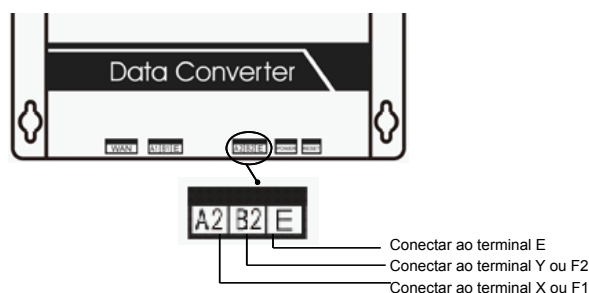 Data Converter
WAN A1 B1 E A2 B2 E POWER RESET
A2 B2 E
Conectar ao terminal E
Conectar ao terminal Y ou F2
Conectar ao terminal X ou F1